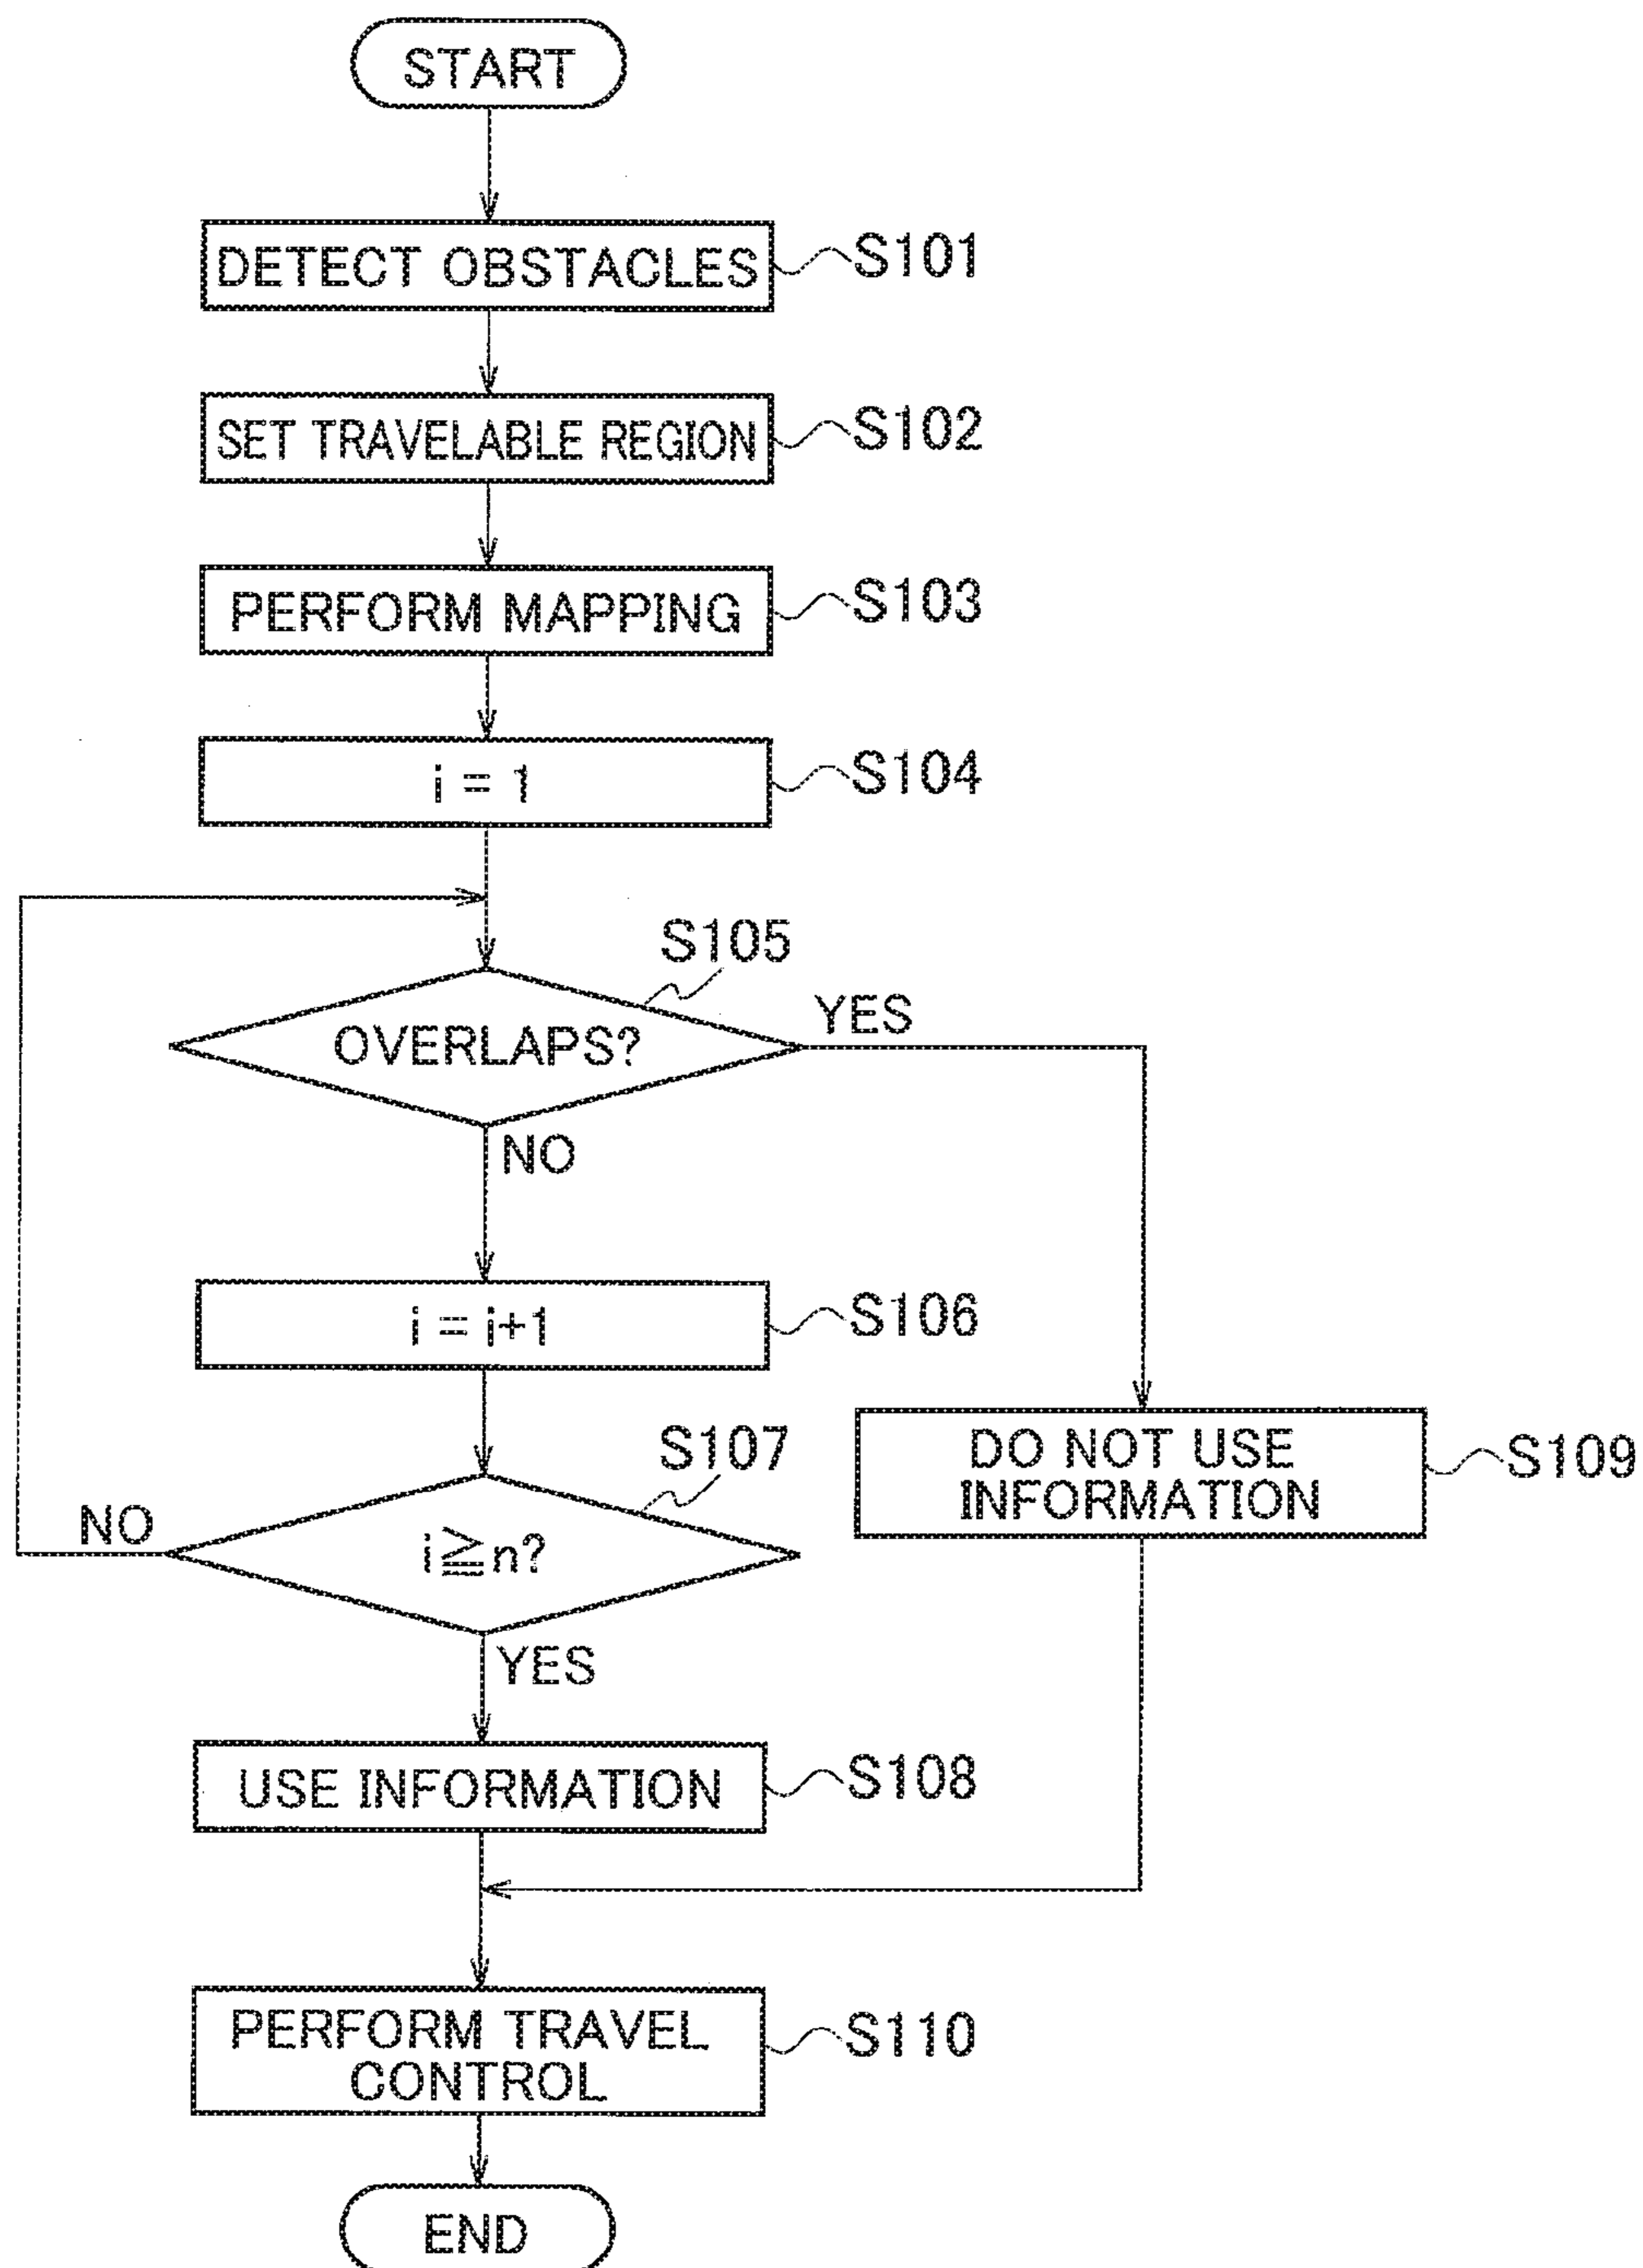 START
DETECT OBSTACLES
S101
SET TRAVELABLE REGION
S102
PERFORM MAPPING
S103
i = 1
S104
S105
OVERLAPS?
YES
NO
i = i+1
S106
S107
i≧n?
NO
YES
DO NOT USE
INFORMATION
S109
USE INFORMATION
S108
PERFORM TRAVEL
CONTROL
S110
END